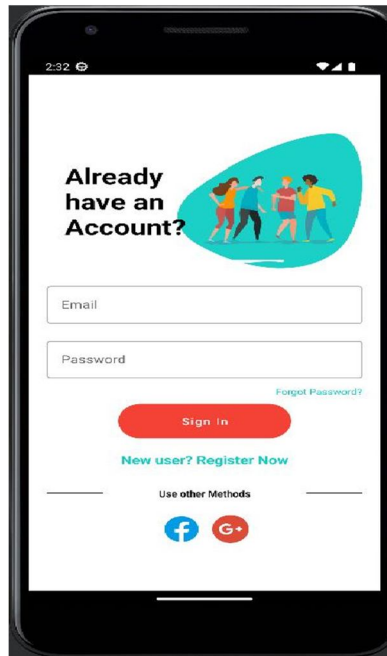 2:32
Already
have an
Account?
Email
Password
Forgot Password?
Sign In
New user? Register Now
Use other Methods
f
G+